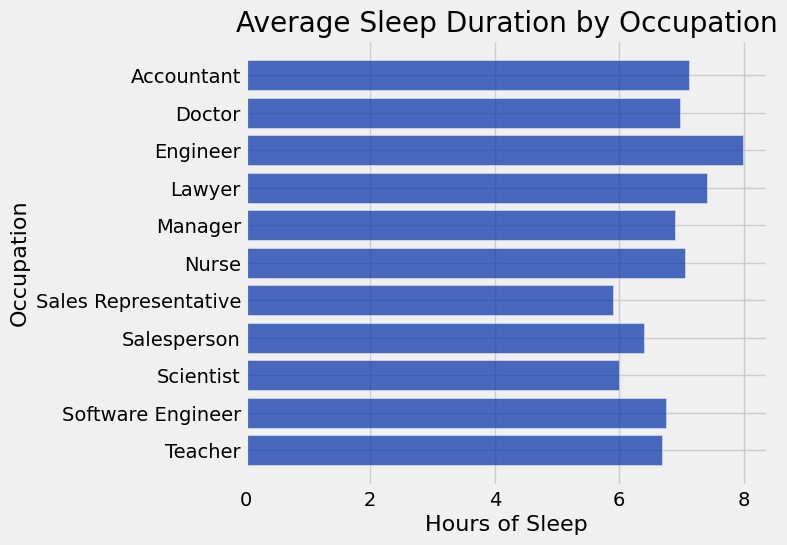 Average Sleep Duration by Occupation
Accountant
Doctor
Engineer
Lawyer
Manager
Nurse
Sales Representative
Salesperson
Scientist
Software Engineer
Teacher
Occupation
0 2 4 6 8
Hours of Sleep